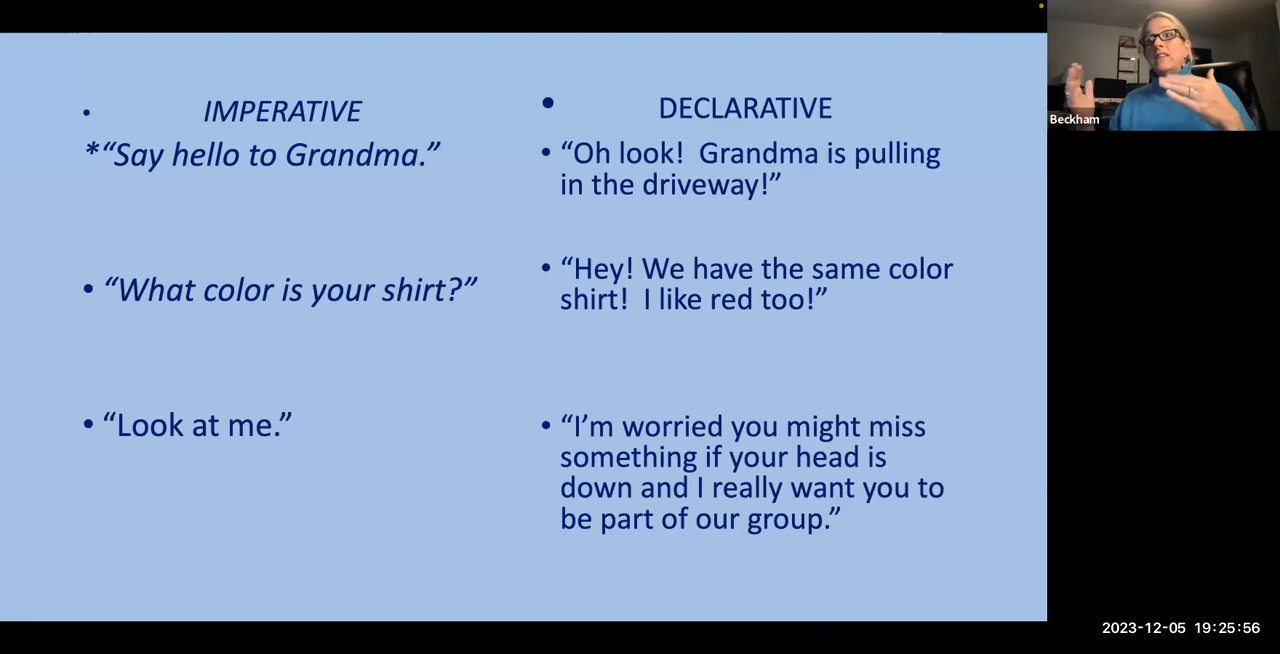 • IMPERATIVE
*“Say hello to Grandma.”
• “What color is your shirt?”
• “Look at me.”
• DECLARATIVE
• “Oh look!  Grandma is pulling
in the driveway!”
• “Hey! We have the same color
shirt!  I like red too!”
• “I’m worried you might miss
something if your head is
down and I really want you to
be part of our group.”
Beckham
2023-12-05 19:25:56